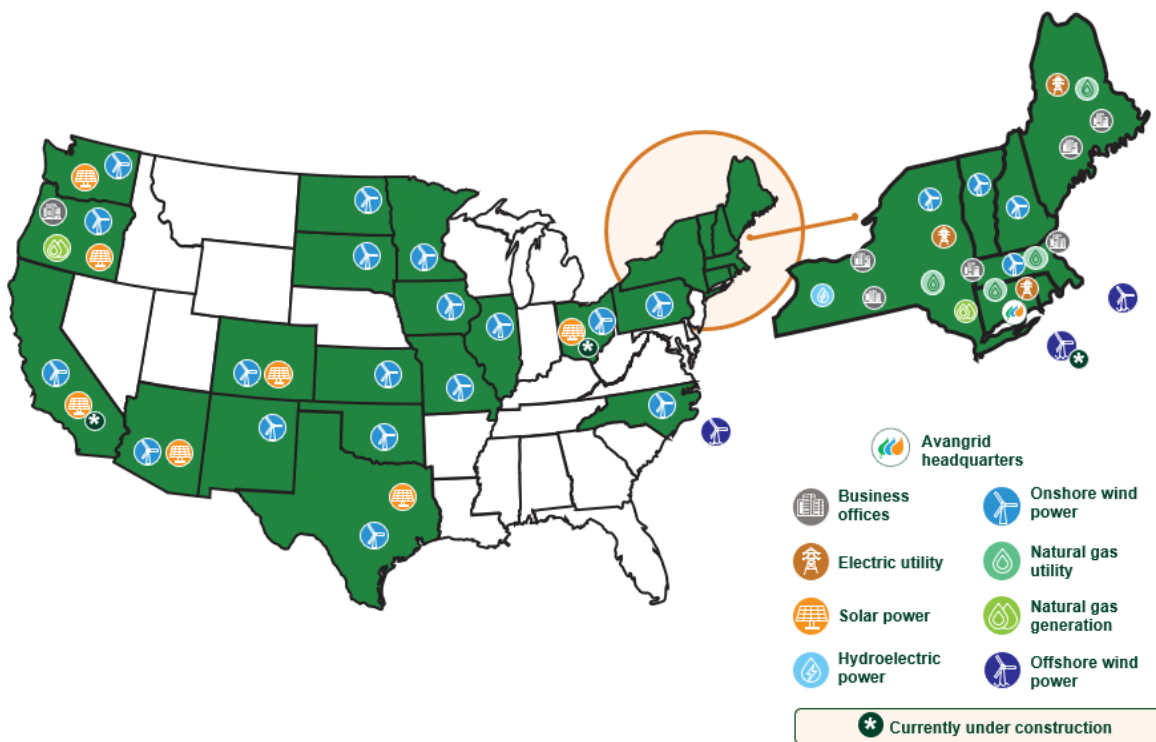 Avangrid
headquarters
Business
offices
Onshore wind
power
Electric utility
Natural gas
utility
Solar power
Natural gas
generation
Hydroelectric
power
Offshore wind
power
* Currently under construction